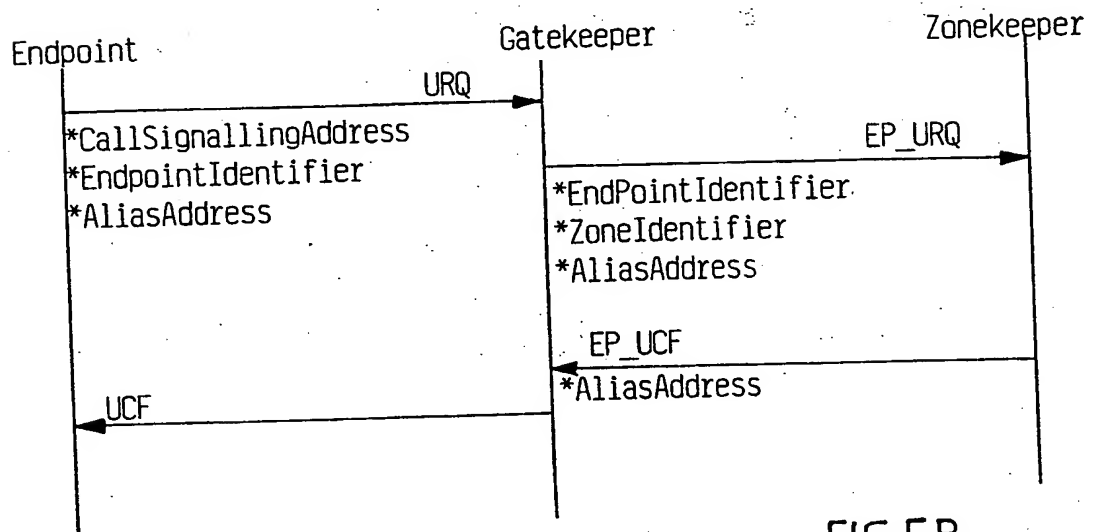 Endpoint
Gatekeeper
Zonekeeper
URQ
*CallSignallingAddress
*EndpointIdentifier
*AliasAddress
EP_URQ
*EndPointIdentifier
*ZoneIdentifier
*AliasAddress
EP_UCF
*AliasAddress
UCF